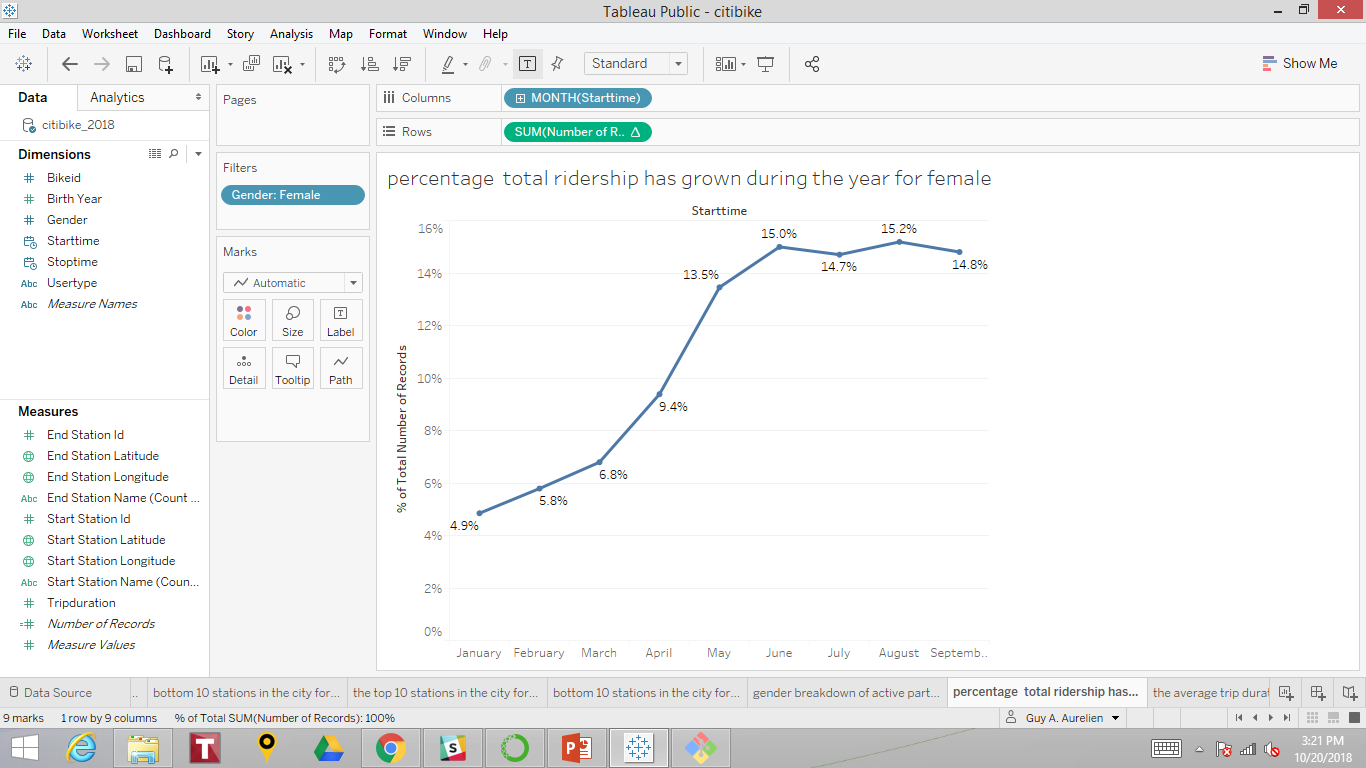 Tableau Public - citibike
File Data Worksheet Dashboard Story Analysis Map Format Window Help
Standard
Show Me
Data Analytics
citibike_2018
Dimensions
Bikeid
Birth Year
Gender
Starttime
Stoptime
Abc Usertype
Abc Measure Names
Measures
End Station Id
End Station Latitude
End Station Longitude
Abc End Station Name (Count ...
Start Station Id
Start Station Latitude
Start Station Longitude
Abc Start Station Name (Coun...
Tripduration
Number of Records
Measure Values
Pages
Filters
Gender: Female
Marks
Automatic
Color Size Label
Detail Tooltip Path
Columns MONTH(Starttime)
Rows SUM(Number of R.. Δ
percentage  total ridership has grown during the year for female
Starttime
% of Total Number of Records
16%
14%
12%
10%
8%
6%
4%
2%
0%
4.9%
5.8%
6.8%
9.4%
13.5%
15.0%
14.7%
15.2%
14.8%
January February March April May June July August Septemb..
Data Source .. bottom 10 stations in the city for... the top 10 stations in the city for... bottom 10 stations in the city for... gender breakdown of active part... percentage  total ridership has... the average trip durat
9 marks 1 row by 9 columns % of Total SUM(Number of Records): 100% Guy A. Aurelien
3:21 PM
10/20/2018